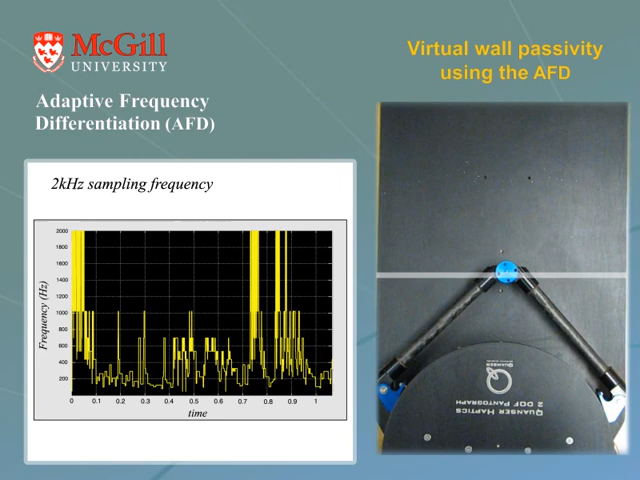 McGill
UNIVERSITY
Adaptive Frequency
Differentiation (AFD)
Virtual wall passivity
using the AFD
2kHz sampling frequency
2000
1800
1600
1400
1200
1000
800
600
400
200
Frequency (Hz)
0 0.1 0.2 0.3 0.4 0.5 0.6 0.7 0.8 0.9 1
time
QUANSER
QUANSER HAPTICS
2 DOF PANTOGRAPH